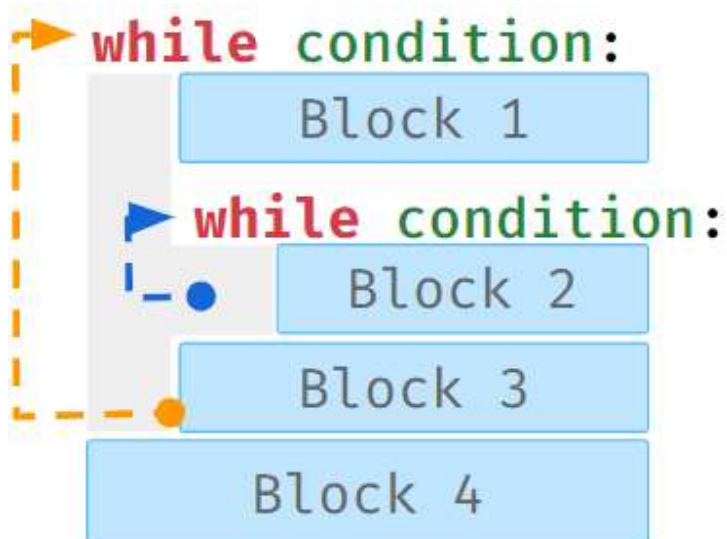 while condition:
Block 1
while condition:
Block 2
Block 3
Block 4